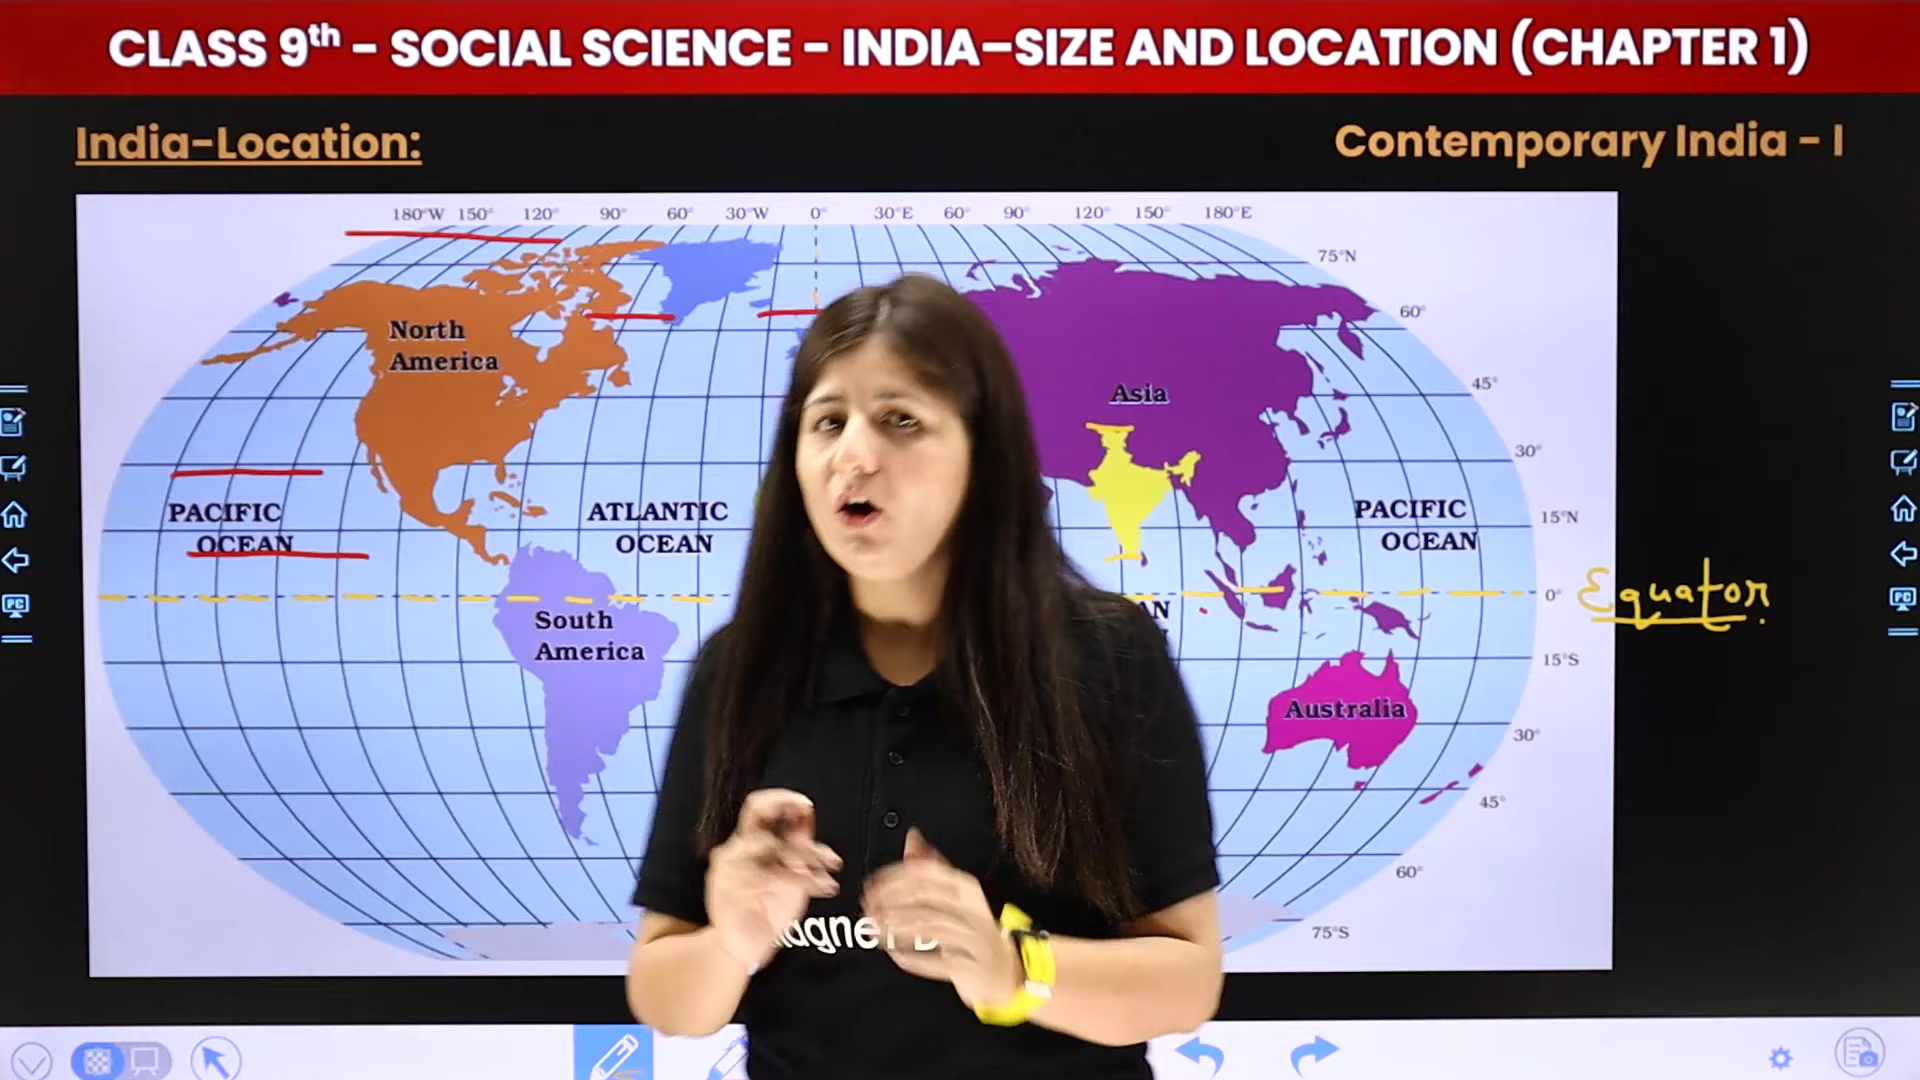 CLASS 9th - SOCIAL SCIENCE - INDIA–SIZE AND LOCATION (CHAPTER 1)
India-Location:
Contemporary India - I
180°W 150° 120° 90° 60° 30°W 0° 30°E 60° 90° 120° 150° 180°E
75°N
60°
45°
30°
15°N
0°
15°S
30°
45°
60°
75°S
North
America
Asia
PACIFIC
OCEAN
ATLANTIC
OCEAN
PACIFIC
OCEAN
Equator
South
America
Australia
PC
PC